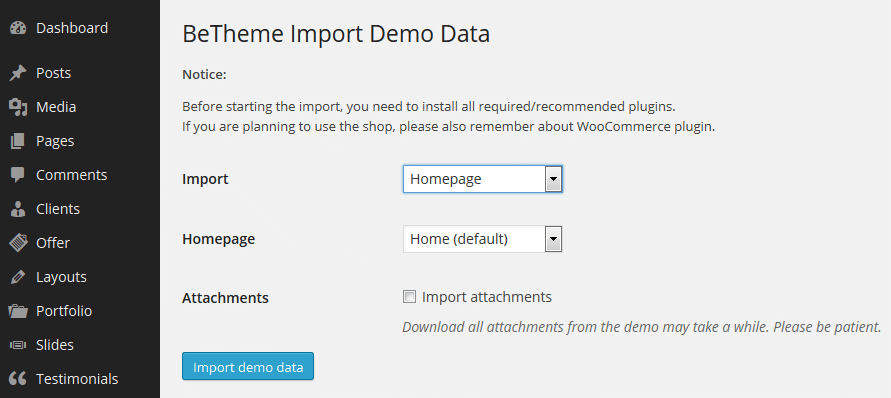 Dashboard
Posts
Media
Pages
Comments
Clients
Offer
Layouts
Portfolio
Slides
Testimonials
BeTheme Import Demo Data
Notice:
Before starting the import, you need to install all required/recommended plugins.
If you are planning to use the shop, please also remember about WooCommerce plugin.
Import Homepage
Homepage Home (default)
Attachments Import attachments
Download all attachments from the demo may take a while. Please be patient.
Import demo data